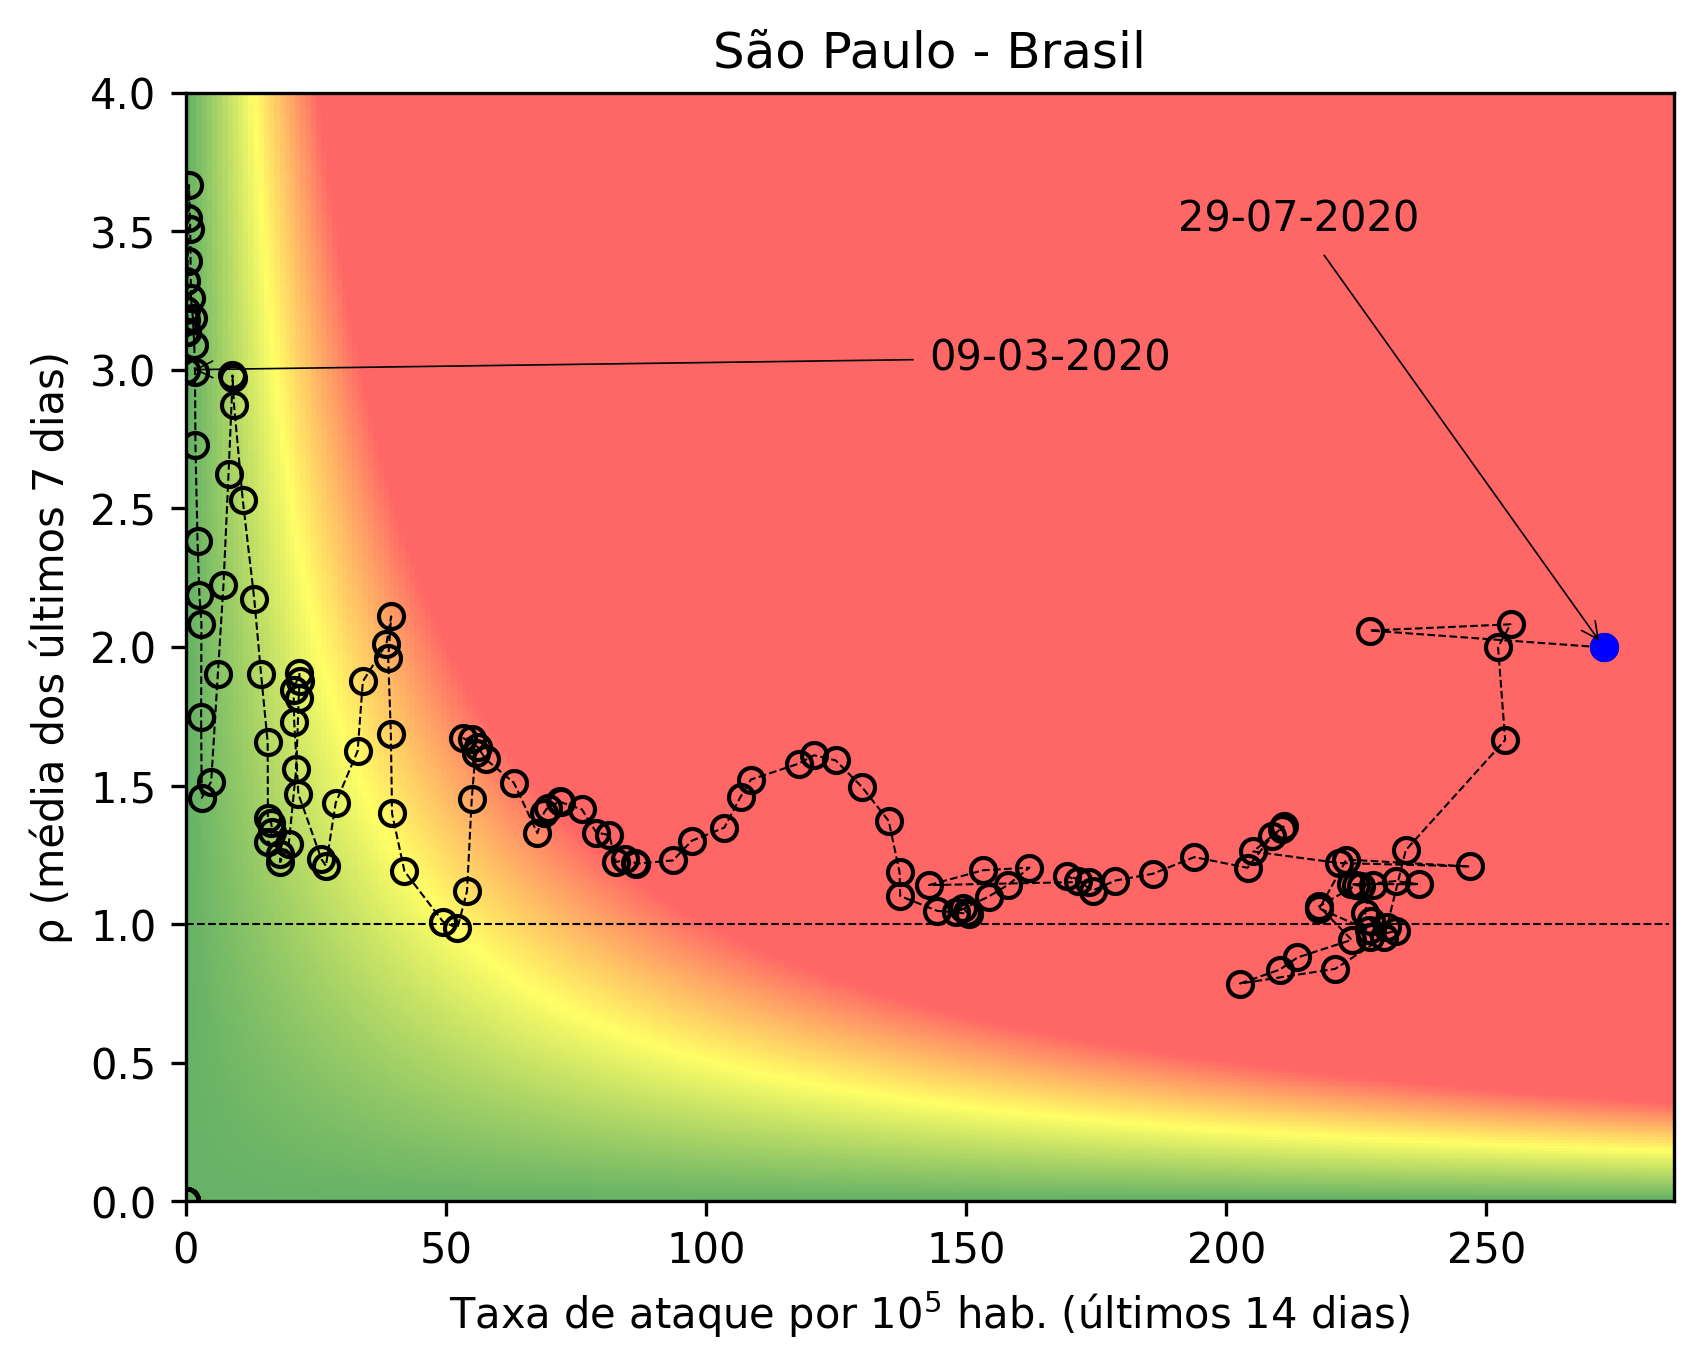 São Paulo - Brasil
4.0
3.5
3.0
2.5
2.0
1.5
1.0
0.5
0.0
ρ (média dos últimos 7 dias)
29-07-2020
09-03-2020
0 50 100 150 200 250
Taxa de ataque por 10⁵ hab. (últimos 14 dias)